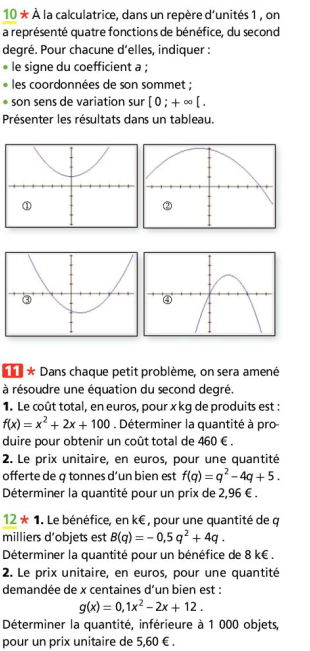 10 * À la calculatrice, dans un repère d'unités 1 , on
a représenté quatre fonctions de bénéfice, du second
degré. Pour chacune d'elles, indiquer :
• le signe du coefficient a ;
• les coordonnées de son sommet ;
• son sens de variation sur [ 0 ; + ∞ [ .
Présenter les résultats dans un tableau.
①
②
③
④
11 * Dans chaque petit problème, on sera amené
à résoudre une équation du second degré.
1. Le coût total, en euros, pour x kg de produits est :
f(x) = x² + 2x + 100 . Déterminer la quantité à pro-
duire pour obtenir un coût total de 460 € .
2. Le prix unitaire, en euros, pour une quantité
offerte de q tonnes d'un bien est f(q) = q² – 4q + 5 .
Déterminer la quantité pour un prix de 2,96 € .
12 * 1. Le bénéfice, en k€, pour une quantité de q
milliers d'objets est B(q) = – 0,5 q² + 4q .
Déterminer la quantité pour un bénéfice de 8 k€ .
2. Le prix unitaire, en euros, pour une quantité
demandée de x centaines d'un bien est :
g(x) = 0,1x² – 2x + 12 .
Déterminer la quantité, inférieure à 1 000 objets,
pour un prix unitaire de 5,60 € .